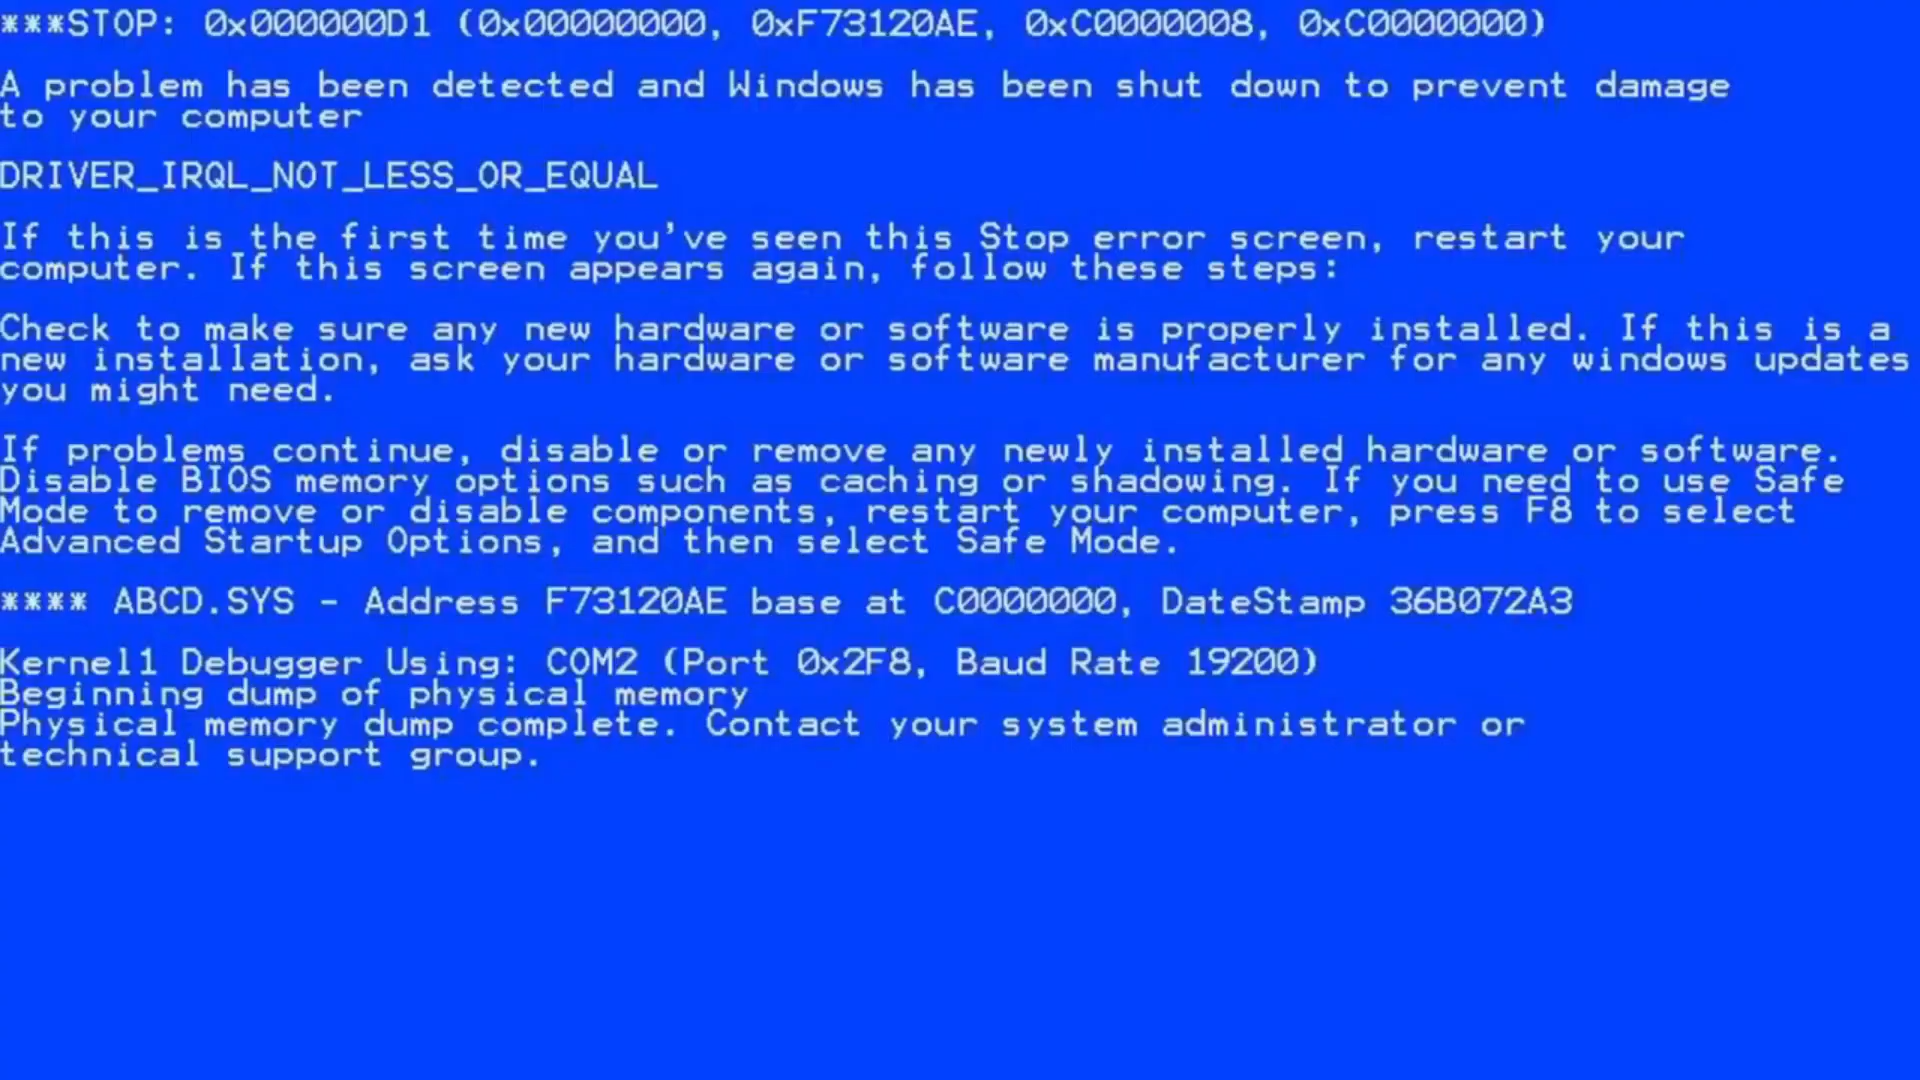 ***STOP: 0x000000D1 (0x00000000, 0xF73120AE, 0xC0000008, 0xC0000000)
A problem has been detected and Windows has been shut down to prevent damage
to your computer
DRIVER_IRQL_NOT_LESS_OR_EQUAL
If this is the first time you've seen this Stop error screen, restart your
computer. If this screen appears again, follow these steps:
Check to make sure any new hardware or software is properly installed. If this is a
new installation, ask your hardware or software manufacturer for any windows updates
you might need.
If problems continue, disable or remove any newly installed hardware or software.
Disable BIOS memory options such as caching or shadowing. If you need to use Safe
Mode to remove or disable components, restart your computer, press F8 to select
Advanced Startup Options, and then select Safe Mode.
**** ABCD.SYS - Address F73120AE base at C0000000, DateStamp 36B072A3
Kernel1 Debugger Using: COM2 (Port 0x2F8, Baud Rate 19200)
Beginning dump of physical memory
Physical memory dump complete. Contact your system administrator or
technical support group.